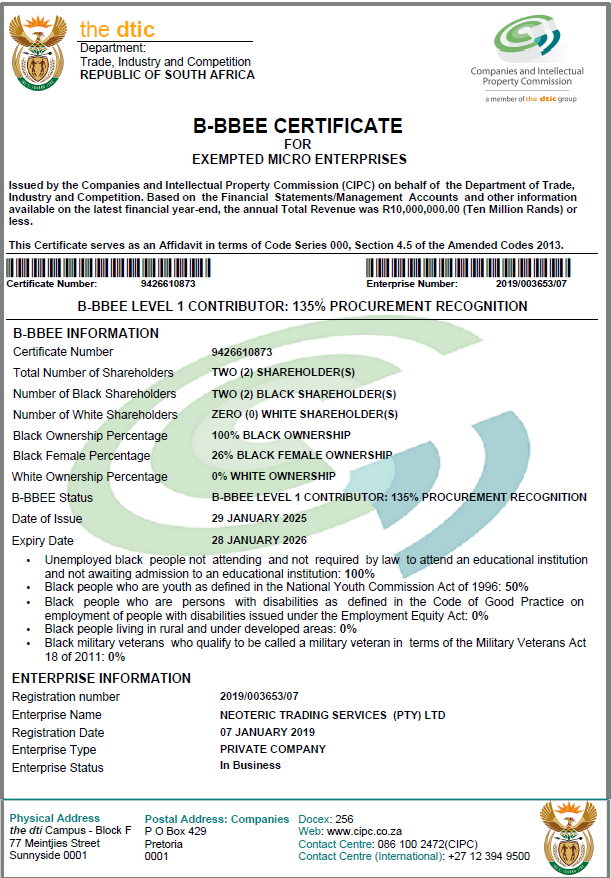 the dtic
Department:
Trade, Industry and Competition
REPUBLIC OF SOUTH AFRICA
Companies and Intellectual
Property Commission
a member of the dtic group
B-BBEE CERTIFICATE
FOR
EXEMPTED MICRO ENTERPRISES
Issued by the Companies and Intellectual Property Commission (CIPC) on behalf of the Department of Trade,
Industry and Competition. Based on the Financial Statements/Management Accounts and other information
available on the latest financial year-end, the annual Total Revenue was R10,000,000.00 (Ten Million Rands) or
less.
This Certificate serves as an Affidavit in terms of Code Series 000, Section 4.5 of the Amended Codes 2013.
Certificate Number: 9426610873 Enterprise Number: 2019/003653/07
B-BBEE LEVEL 1 CONTRIBUTOR: 135% PROCUREMENT RECOGNITION
B-BBEE INFORMATION
Certificate Number 9426610873
Total Number of Shareholders TWO (2) SHAREHOLDER(S)
Number of Black Shareholders TWO (2) BLACK SHAREHOLDER(S)
Number of White Shareholders ZERO (0) WHITE SHAREHOLDER(S)
Black Ownership Percentage 100% BLACK OWNERSHIP
Black Female Percentage 26% BLACK FEMALE OWNERSHIP
White Ownership Percentage 0% WHITE OWNERSHIP
B-BBEE Status B-BBEE LEVEL 1 CONTRIBUTOR: 135% PROCUREMENT RECOGNITION
Date of Issue 29 JANUARY 2025
Expiry Date 28 JANUARY 2026
• Unemployed black people not attending and not required by law to attend an educational institution
and not awaiting admission to an educational institution: 100%
• Black people who are youth as defined in the National Youth Commission Act of 1996: 50%
• Black people who are persons with disabilities as defined in the Code of Good Practice on
employment of people with disabilities issued under the Employment Equity Act: 0%
• Black people living in rural and under developed areas: 0%
• Black military veterans who qualify to be called a military veteran in terms of the Military Veterans Act
18 of 2011: 0%
ENTERPRISE INFORMATION
Registration number 2019/003653/07
Enterprise Name NEOTERIC TRADING SERVICES (PTY) LTD
Registration Date 07 JANUARY 2019
Enterprise Type PRIVATE COMPANY
Enterprise Status In Business
Physical Address
the dti Campus - Block F
77 Meintjies Street
Sunnyside 0001
Postal Address: Companies
P O Box 429
Pretoria
0001
Docex: 256
Web: www.cipc.co.za
Contact Centre: 086 100 2472(CIPC)
Contact Centre (International): +27 12 394 9500